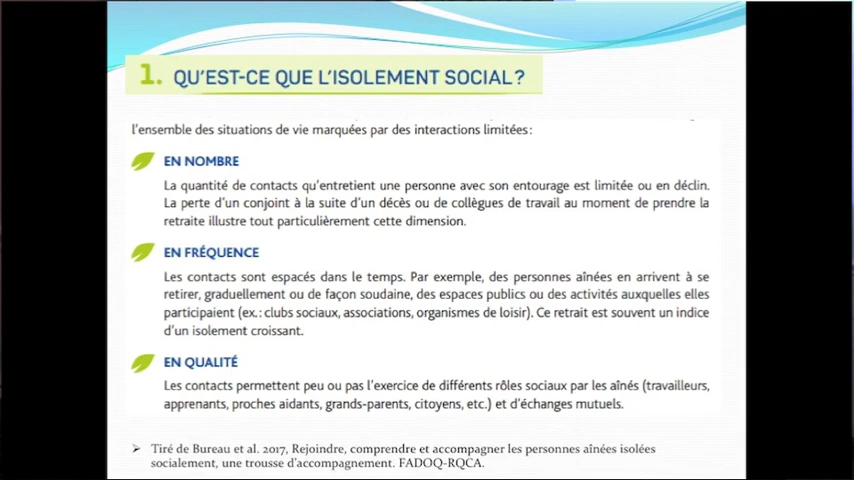 1. QU'EST-CE QUE L'ISOLEMENT SOCIAL?
l'ensemble des situations de vie marquées par des interactions limitées :
EN NOMBRE
La quantité de contacts qu'entretient une personne avec son entourage est limitée ou en déclin.
La perte d'un conjoint à la suite d'un décès ou de collègues de travail au moment de prendre la
retraite illustre tout particulièrement cette dimension.
EN FRÉQUENCE
Les contacts sont espacés dans le temps. Par exemple, des personnes aînées en arrivent à se
retirer, graduellement ou de façon soudaine, des espaces publics ou des activités auxquelles elles
participaient (ex. : clubs sociaux, associations, organismes de loisir). Ce retrait est souvent un indice
d'un isolement croissant.
EN QUALITÉ
Les contacts permettent peu ou pas l'exercice de différents rôles sociaux par les aînés (travailleurs,
apprenants, proches aidants, grands-parents, citoyens, etc.) et d'échanges mutuels.
➢ Tiré de Bureau et al. 2017, Rejoindre, comprendre et accompagner les personnes aînées isolées
socialement, une trousse d'accompagnement. FADOQ-RQCA.